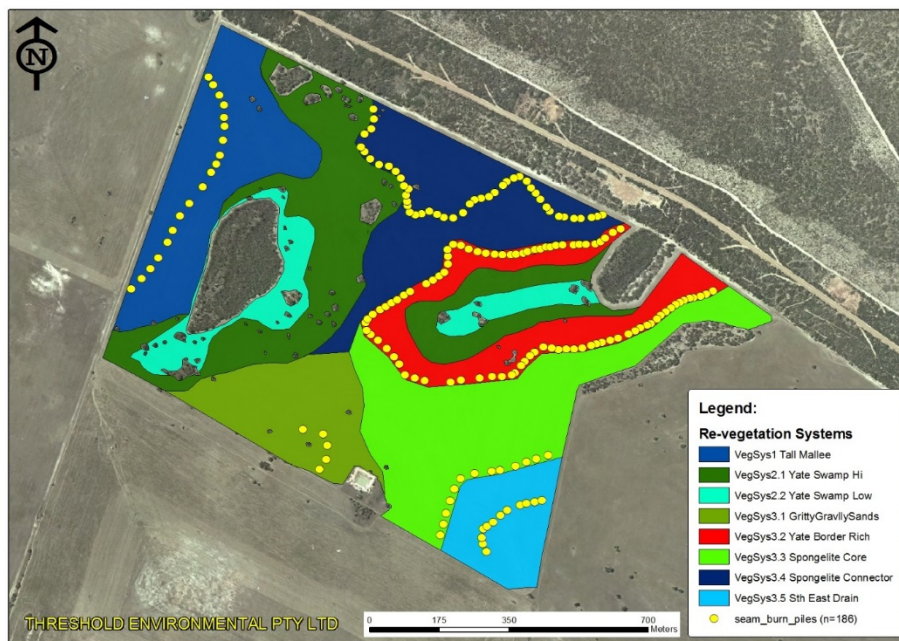 N
Legend:
Re-vegetation Systems
VegSys1 Tall Mallee
VegSys2.1 Yate Swamp Hi
VegSys2.2 Yate Swamp Low
VegSys3.1 GrittyGravllySands
VegSys3.2 Yate Border Rich
VegSys3.3 Spongelite Core
VegSys3.4 Spongelite Connector
VegSys3.5 Sth East Drain
seam_burn_piles (n=186)
THRESHOLD ENVIRONMENTAL PTY LTD
0 175 350 700
Meters